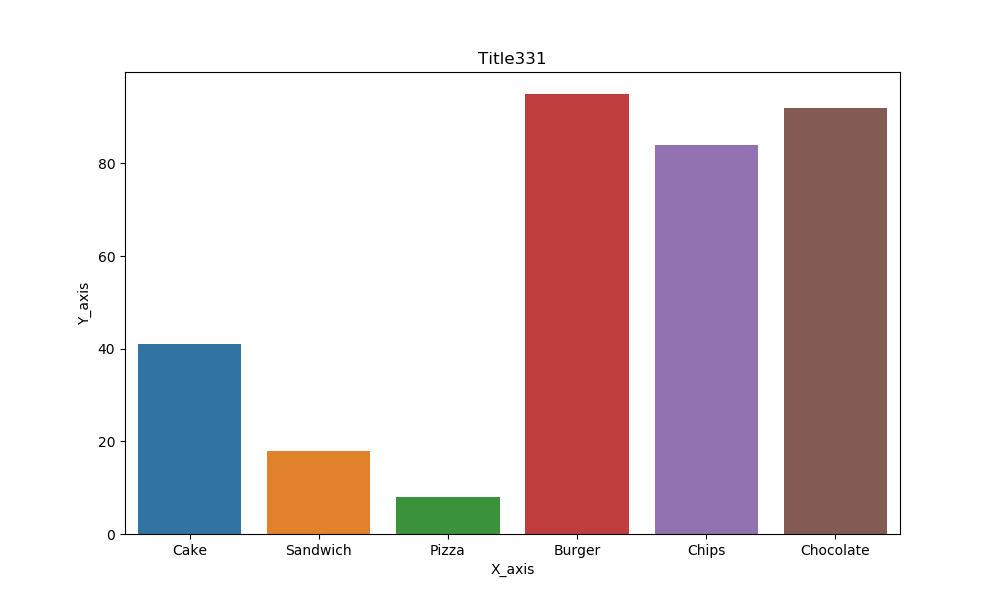 Title331
Y_axis
80
60
40
20
0
Cake Sandwich Pizza Burger Chips Chocolate
X_axis